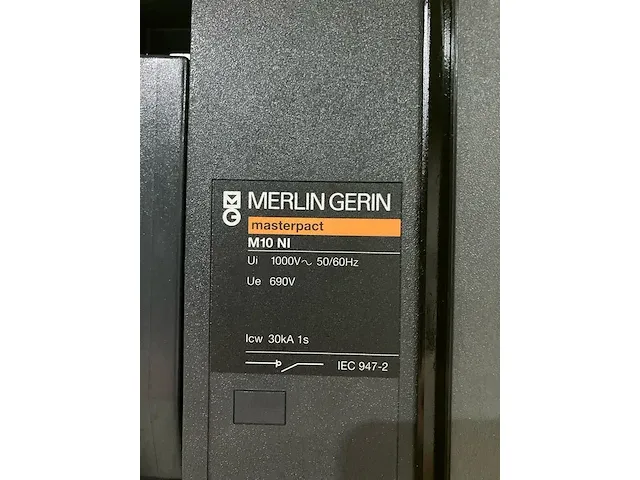 MERLIN GERIN
masterpact
M10 NI
Ui 1000V~ 50/60Hz
Ue 690V
Icw 30kA 1s
IEC 947-2